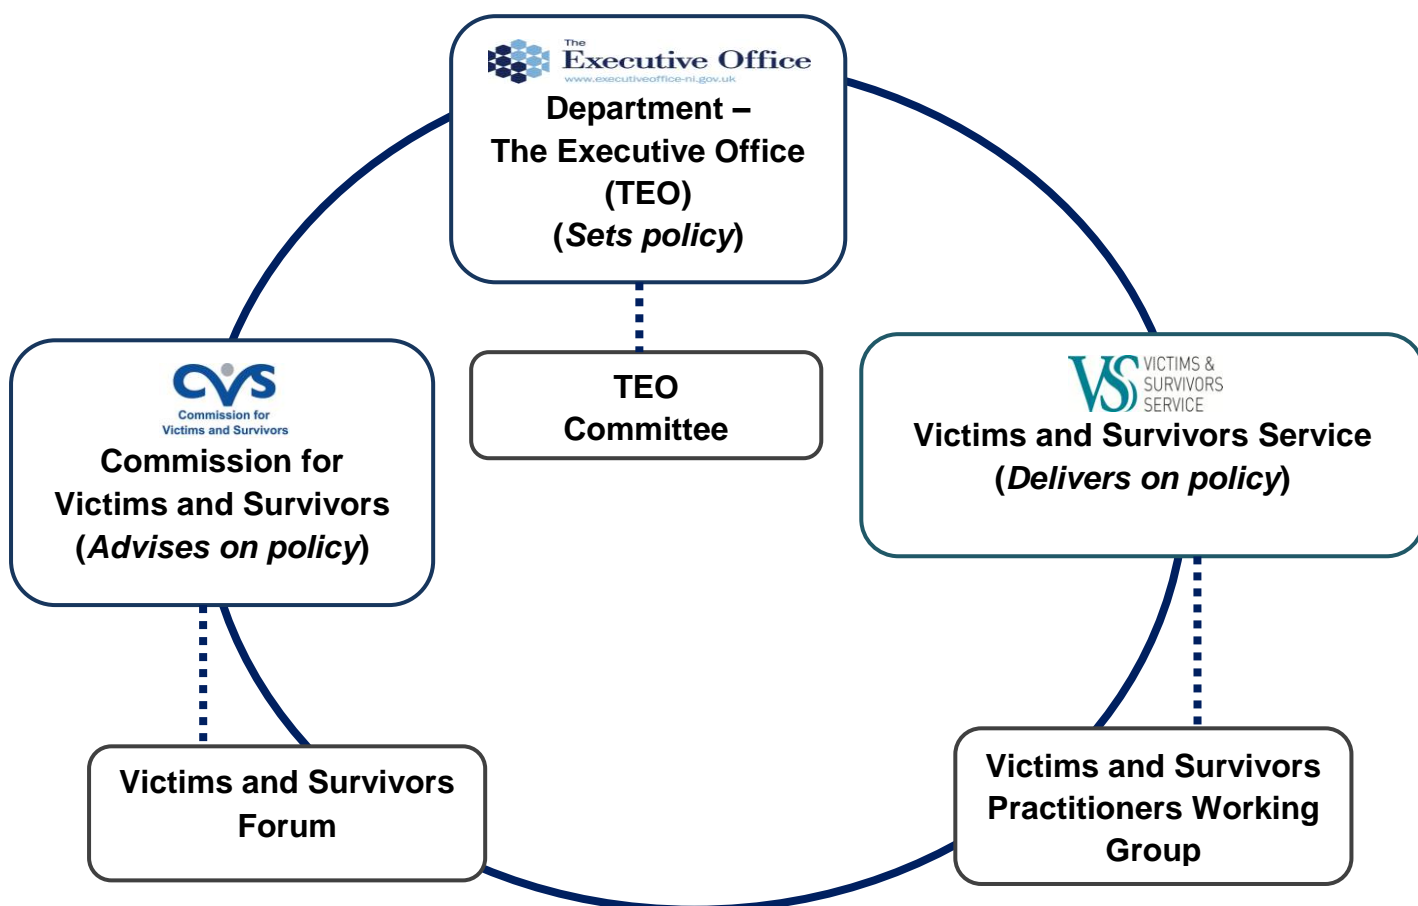 The
Executive Office
www.executiveoffice-ni.gov.uk
Department –
The Executive Office
(TEO)
(Sets policy)
TEO
Committee
cvs
Commission for
Victims and Survivors
Commission for
Victims and Survivors
(Advises on policy)
VSS
VICTIMS &
SURVIVORS
SERVICE
Victims and Survivors Service
(Delivers on policy)
Victims and Survivors
Forum
Victims and Survivors
Practitioners Working
Group